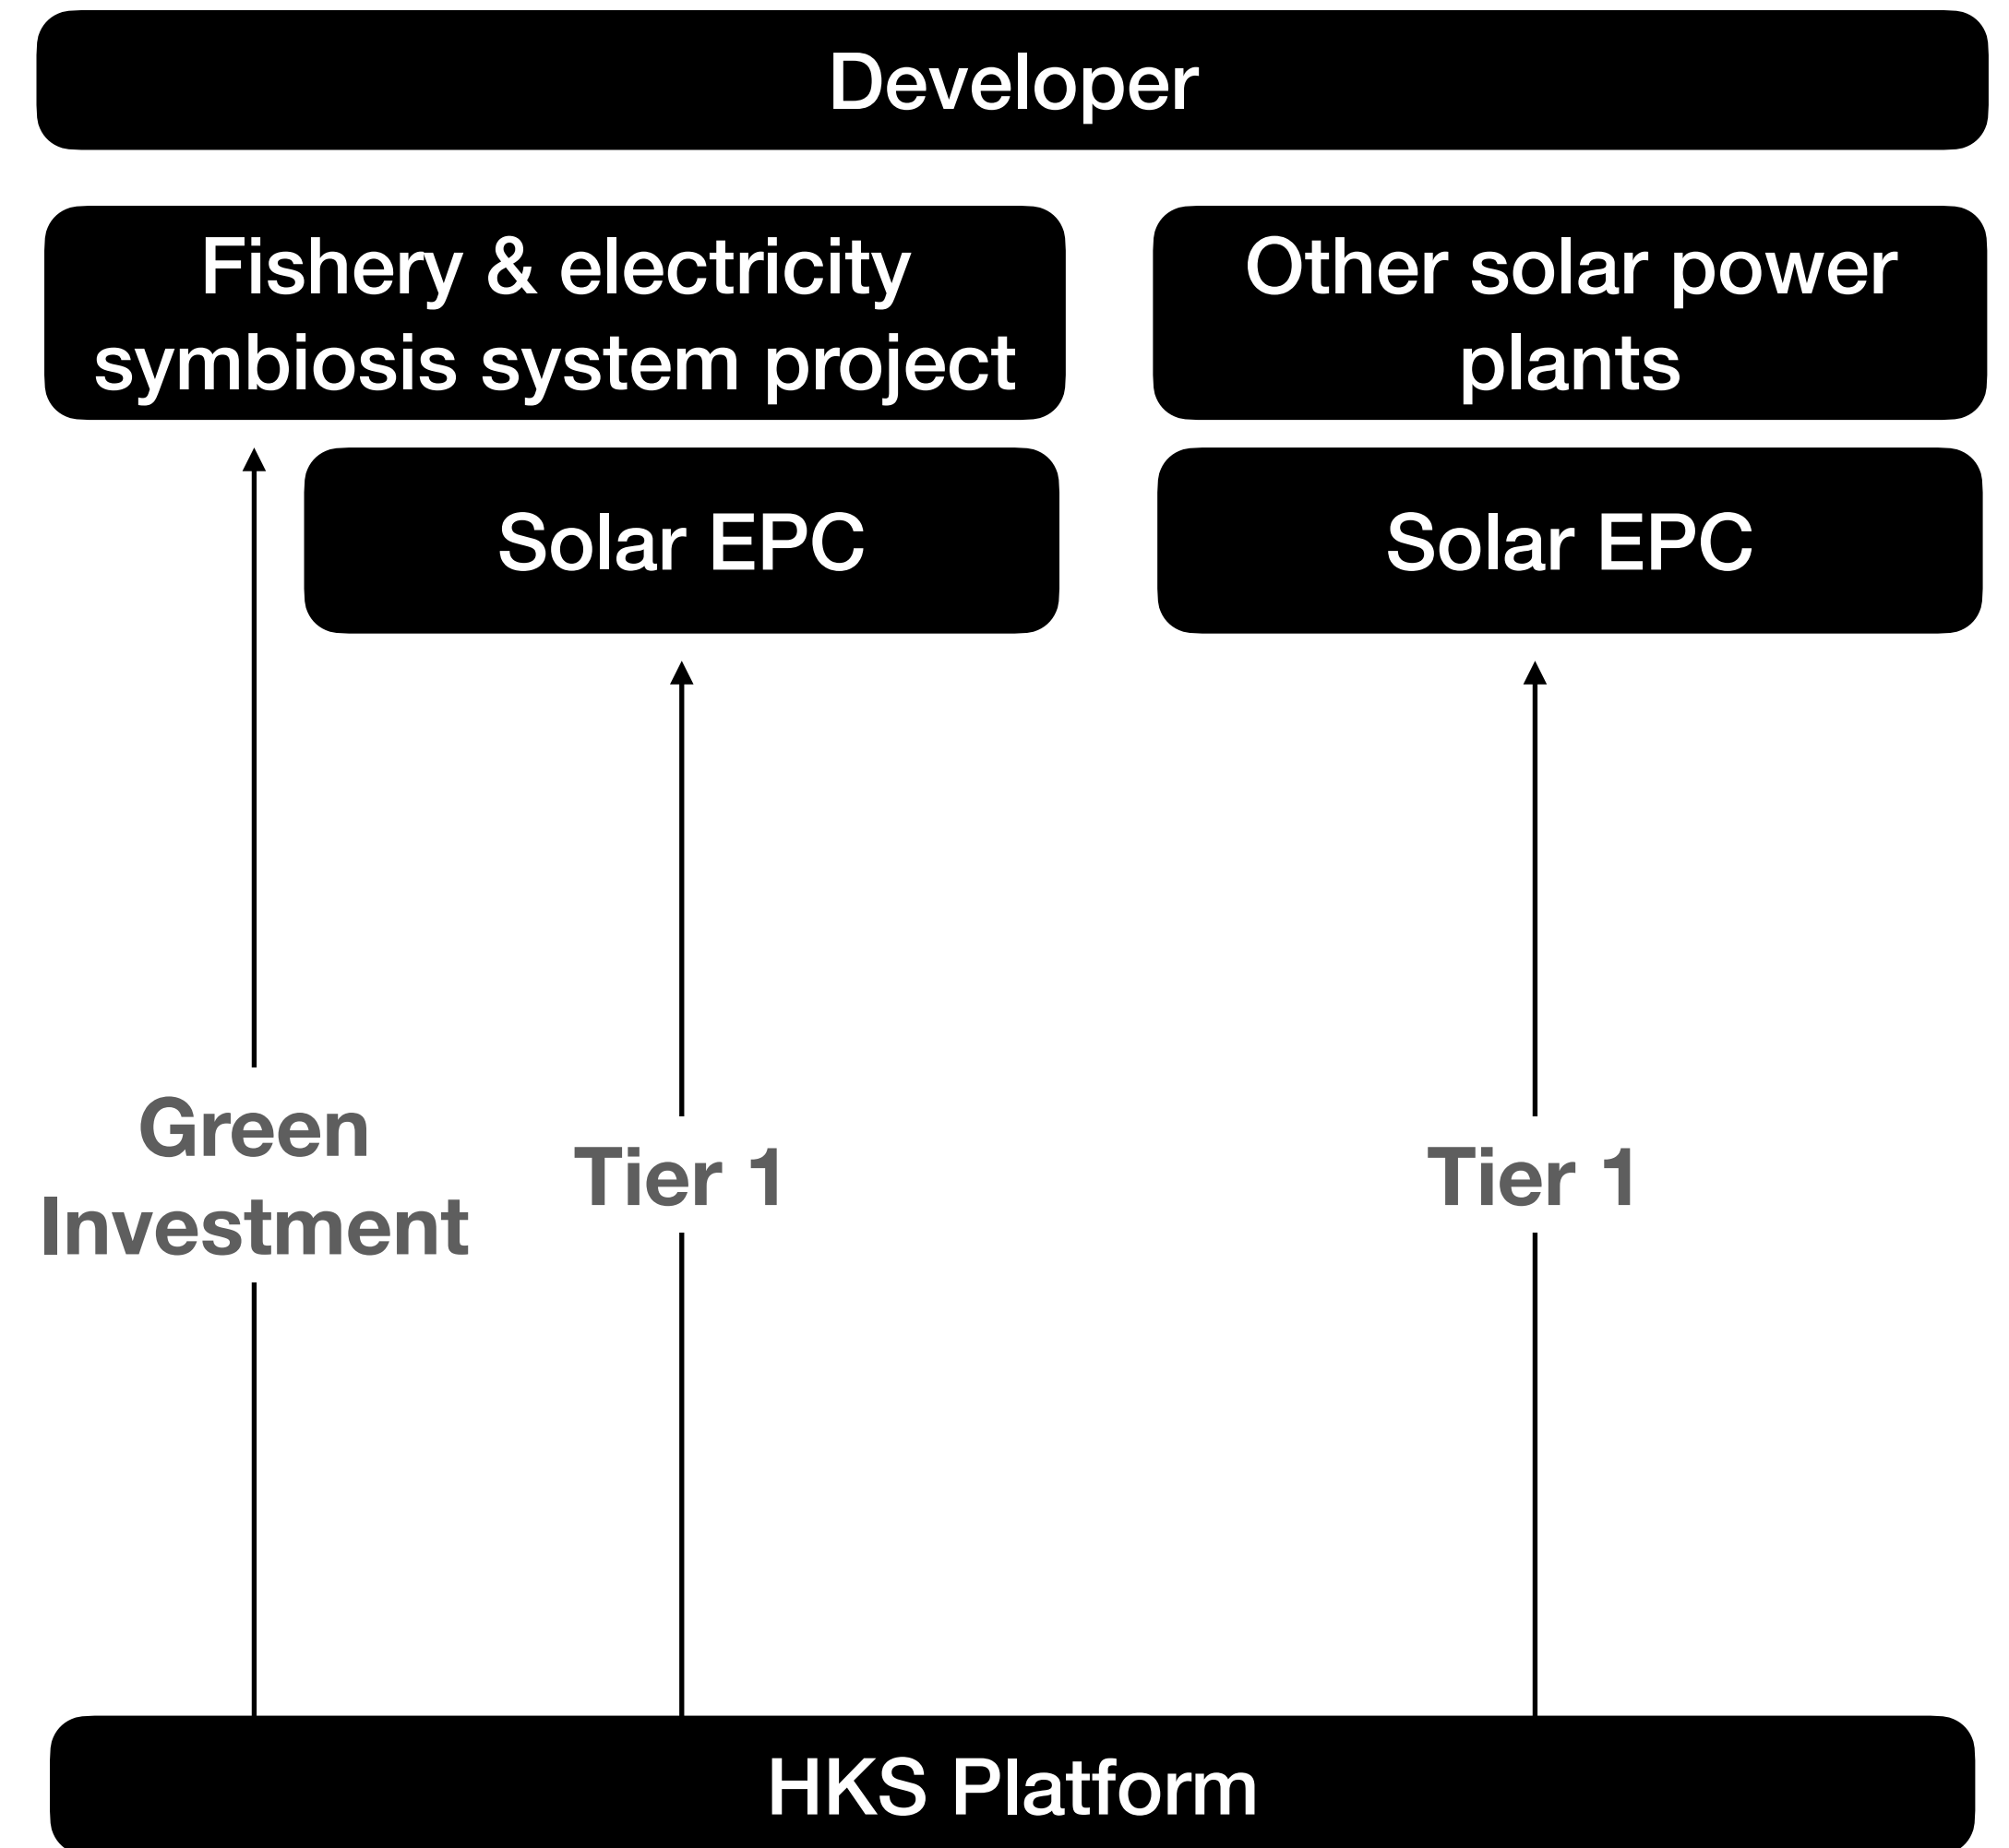 Developer
Fishery & electricity
symbiosis system project
Other solar power
plants
Solar EPC
Solar EPC
Green
Investment
Tier 1
Tier 1
HKS Platform